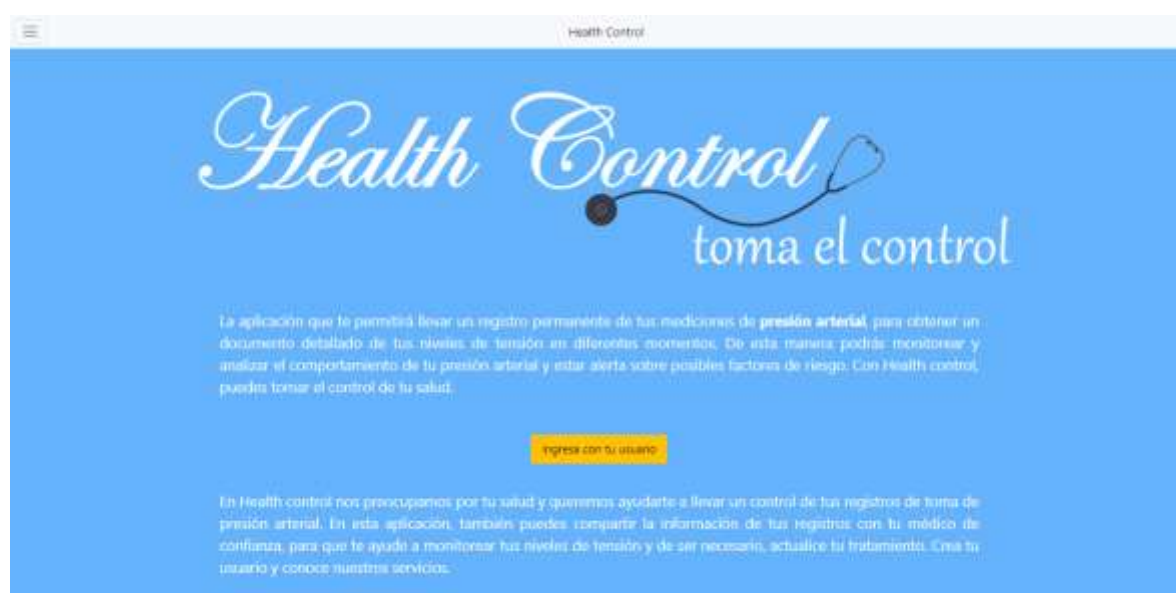 Health Control
Health Control
toma el control
La aplicación que te permitirá llevar un registro permanente de tus mediciones de presión arterial, para obtener un
documento detallado de tus niveles de tensión en diferentes momentos. De esta manera podrás monitorear y
analizar el comportamiento de tu presión arterial y estar alerta sobre posibles factores de riesgo. Con Health control,
puedes tomar el control de tu salud.
Ingresa con tu usuario
En Health control nos preocupamos por tu salud y queremos ayudarte a llevar un control de tus registros de toma de
presión arterial. En esta aplicación, también puedes compartir la información de tus registros con tu médico de
confianza, para que te ayude a monitorear tus niveles de tensión y de ser necesario, actualice tu tratamiento. Crea tu
usuario y conoce nuestros servicios.